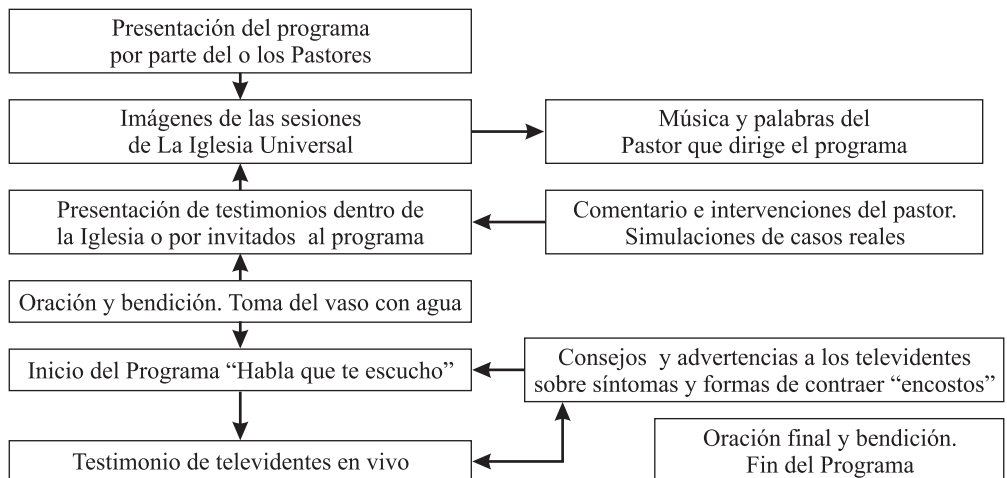 Presentación del programa
por parte del o los Pastores
Imágenes de las sesiones
de La Iglesia Universal
Música y palabras del
Pastor que dirige el programa
Presentación de testimonios dentro de
la Iglesia o por invitados al programa
Comentario e intervenciones del pastor.
Simulaciones de casos reales
Oración y bendición. Toma del vaso con agua
Inicio del Programa “Habla que te escucho”
Consejos y advertencias a los televidentes
sobre síntomas y formas de contraer “encostos”
Testimonio de televidentes en vivo
Oración final y bendición.
Fin del Programa